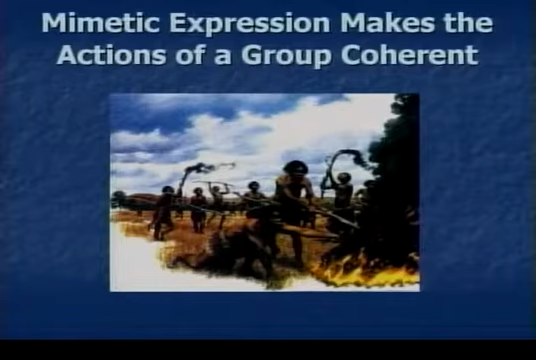 Mimetic Expression Makes the
Actions of a Group Coherent